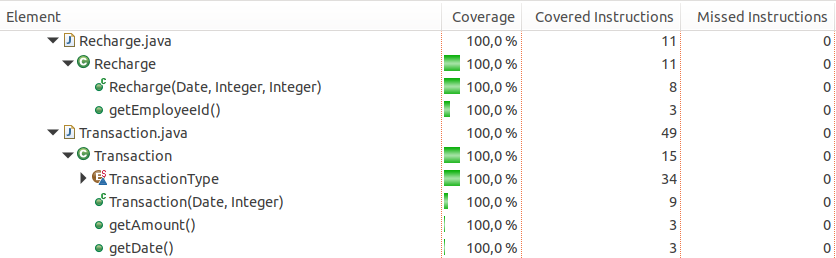 Element Coverage Covered Instructions Missed Instructions
Recharge.java 100,0 % 11 0
Recharge 100,0 % 11 0
Recharge(Date, Integer, Integer) 100,0 % 8 0
getEmployeeId() 100,0 % 3 0
Transaction.java 100,0 % 49 0
Transaction 100,0 % 15 0
TransactionType 100,0 % 34 0
Transaction(Date, Integer) 100,0 % 9 0
getAmount() 100,0 % 3 0
getDate() 100,0 % 3 0